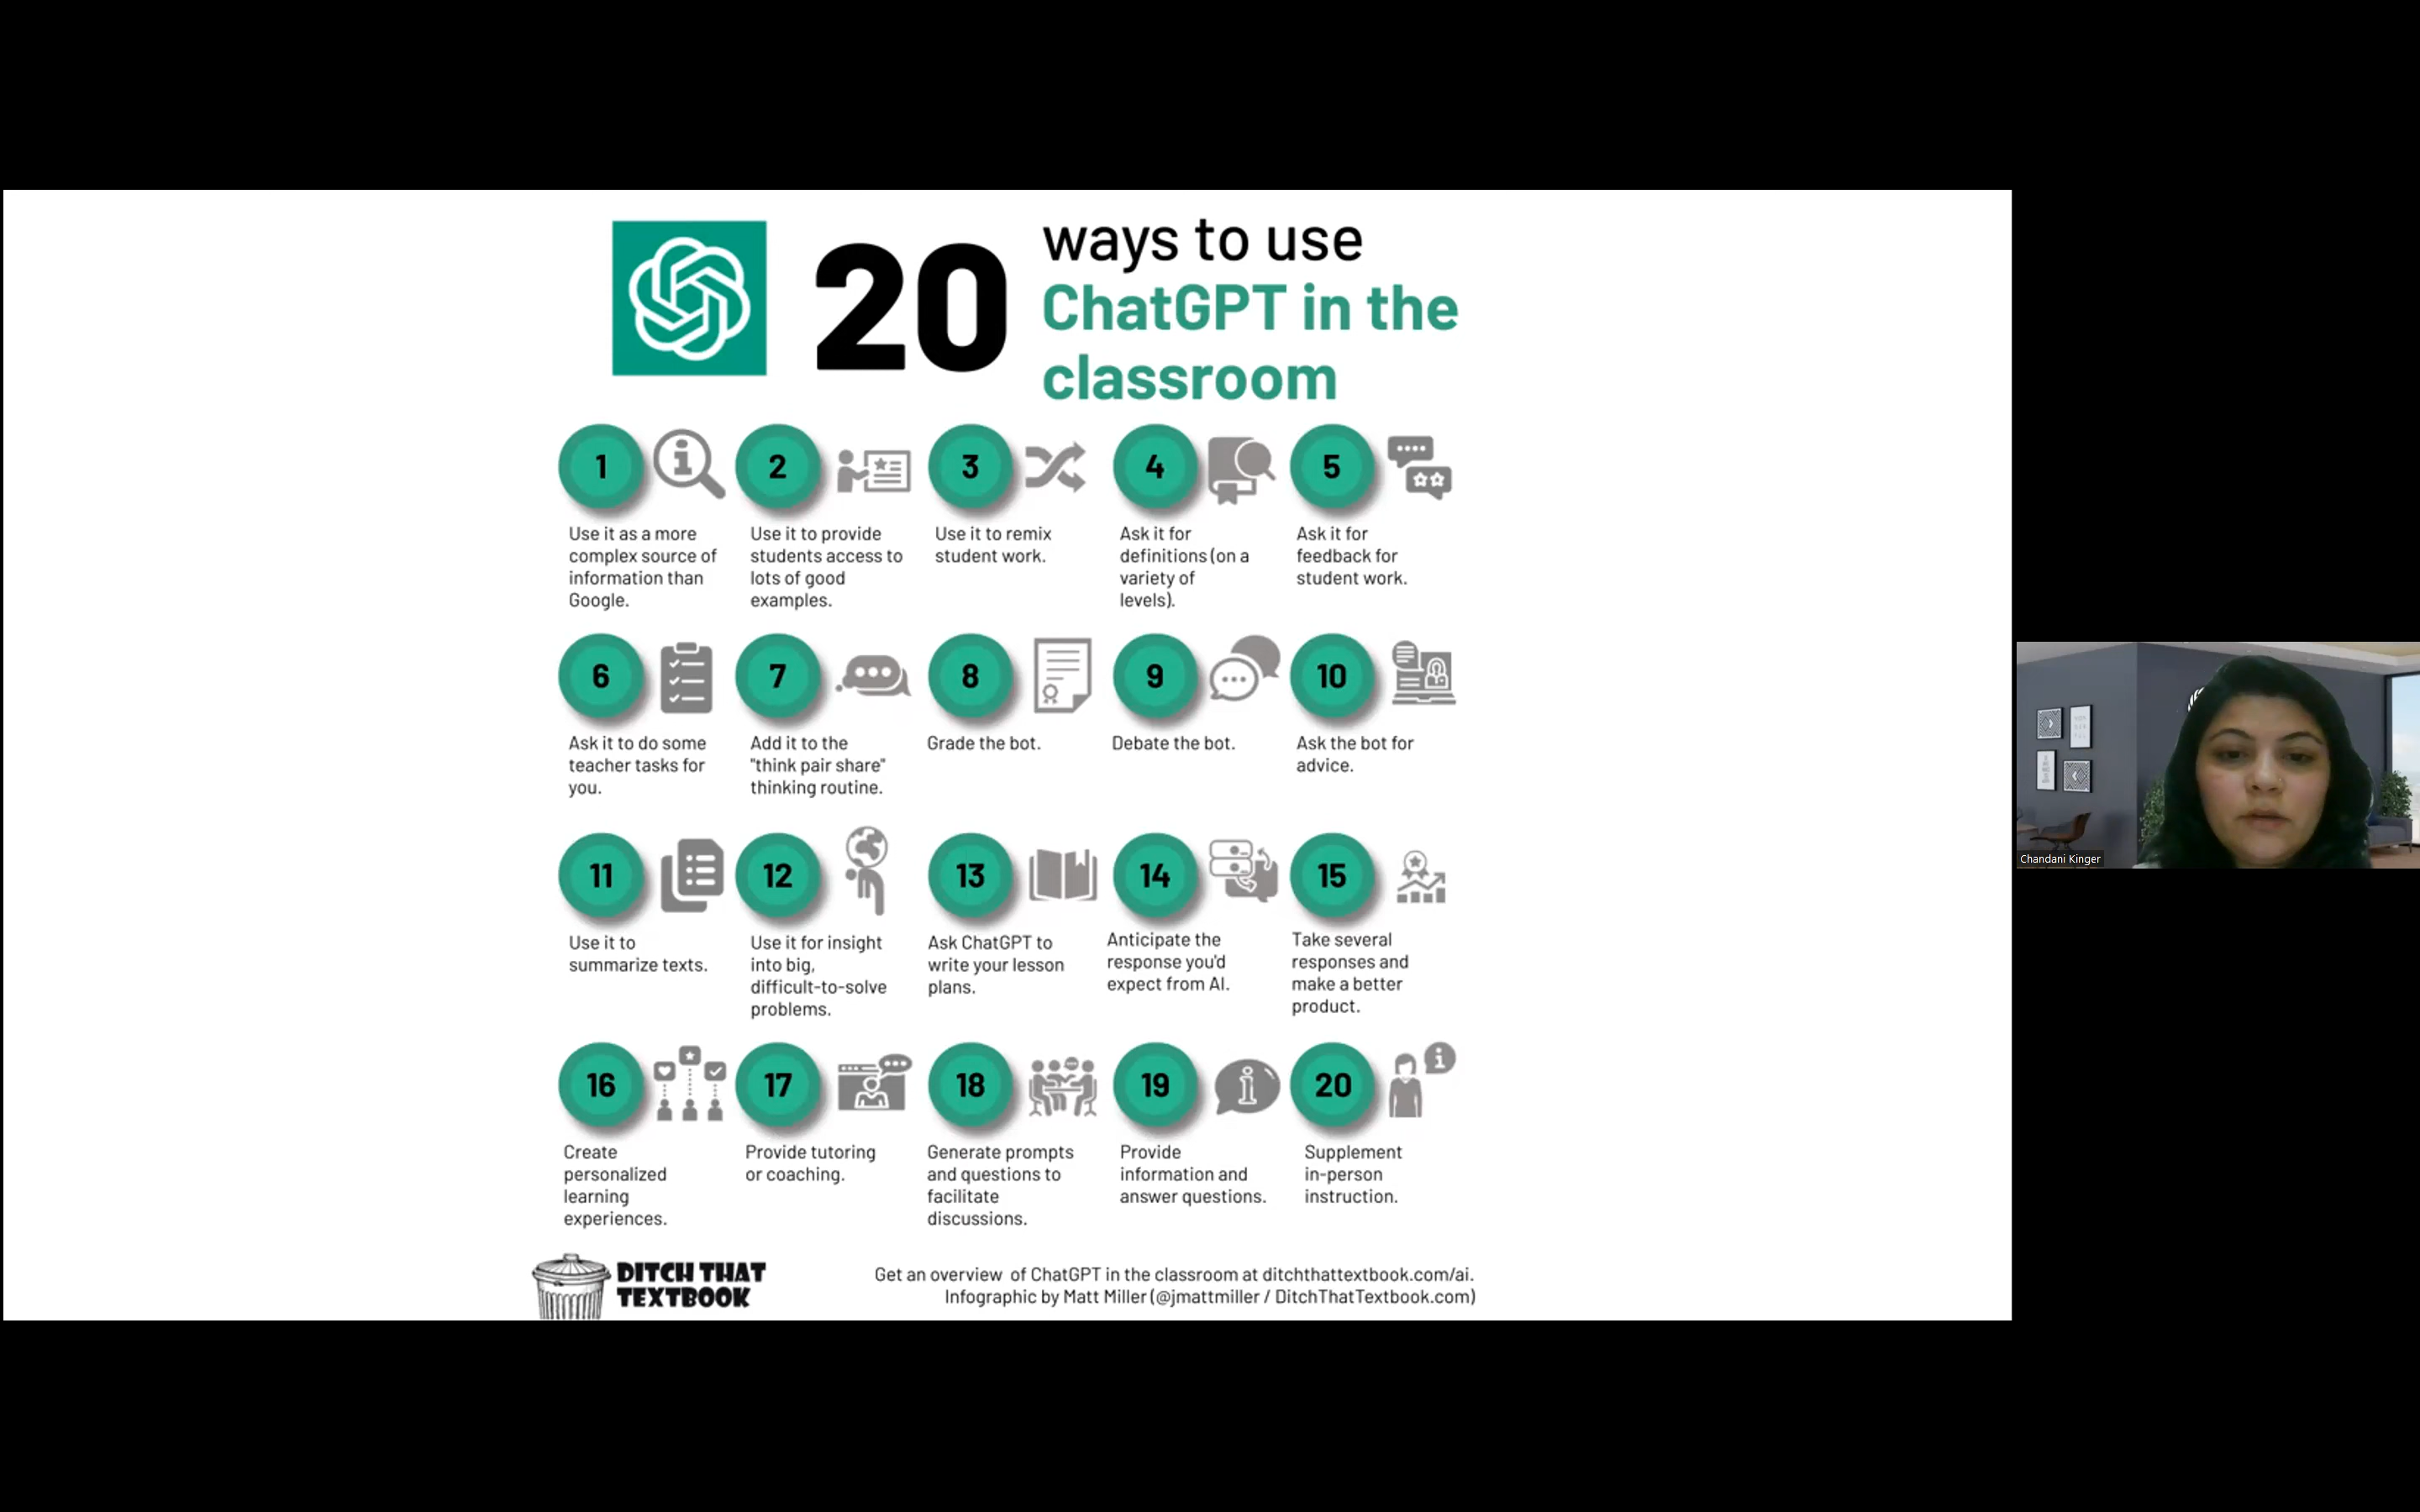 20
ways to use
ChatGPT in the
classroom
1
Use it as a more
complex source of
information than
Google.
2
Use it to provide
students access to
lots of good
examples.
3
Use it to remix
student work.
4
Ask it for
definitions (on a
variety of
levels).
5
Ask it for
feedback for
student work.
6
Ask it to do some
teacher tasks for
you.
7
Add it to the
"think pair share"
thinking routine.
8
Grade the bot.
9
Debate the bot.
10
Ask the bot for
advice.
11
Use it to
summarize texts.
12
Use it for insight
into big,
difficult-to-solve
problems.
13
Ask ChatGPT to
write your lesson
plans.
14
Anticipate the
response you'd
expect from AI.
15
Take several
responses and
make a better
product.
16
Create
personalized
learning
experiences.
17
Provide tutoring
or coaching.
18
Generate prompts
and questions to
facilitate
discussions.
19
Provide
information and
answer questions.
20
Supplement
in-person
instruction.
DITCH THAT
TEXTBOOK
Get an overview of ChatGPT in the classroom at ditchthattextbook.com/ai.
Infographic by Matt Miller (@jmattmiller / DitchThatTextbook.com)
Chandani Kinger